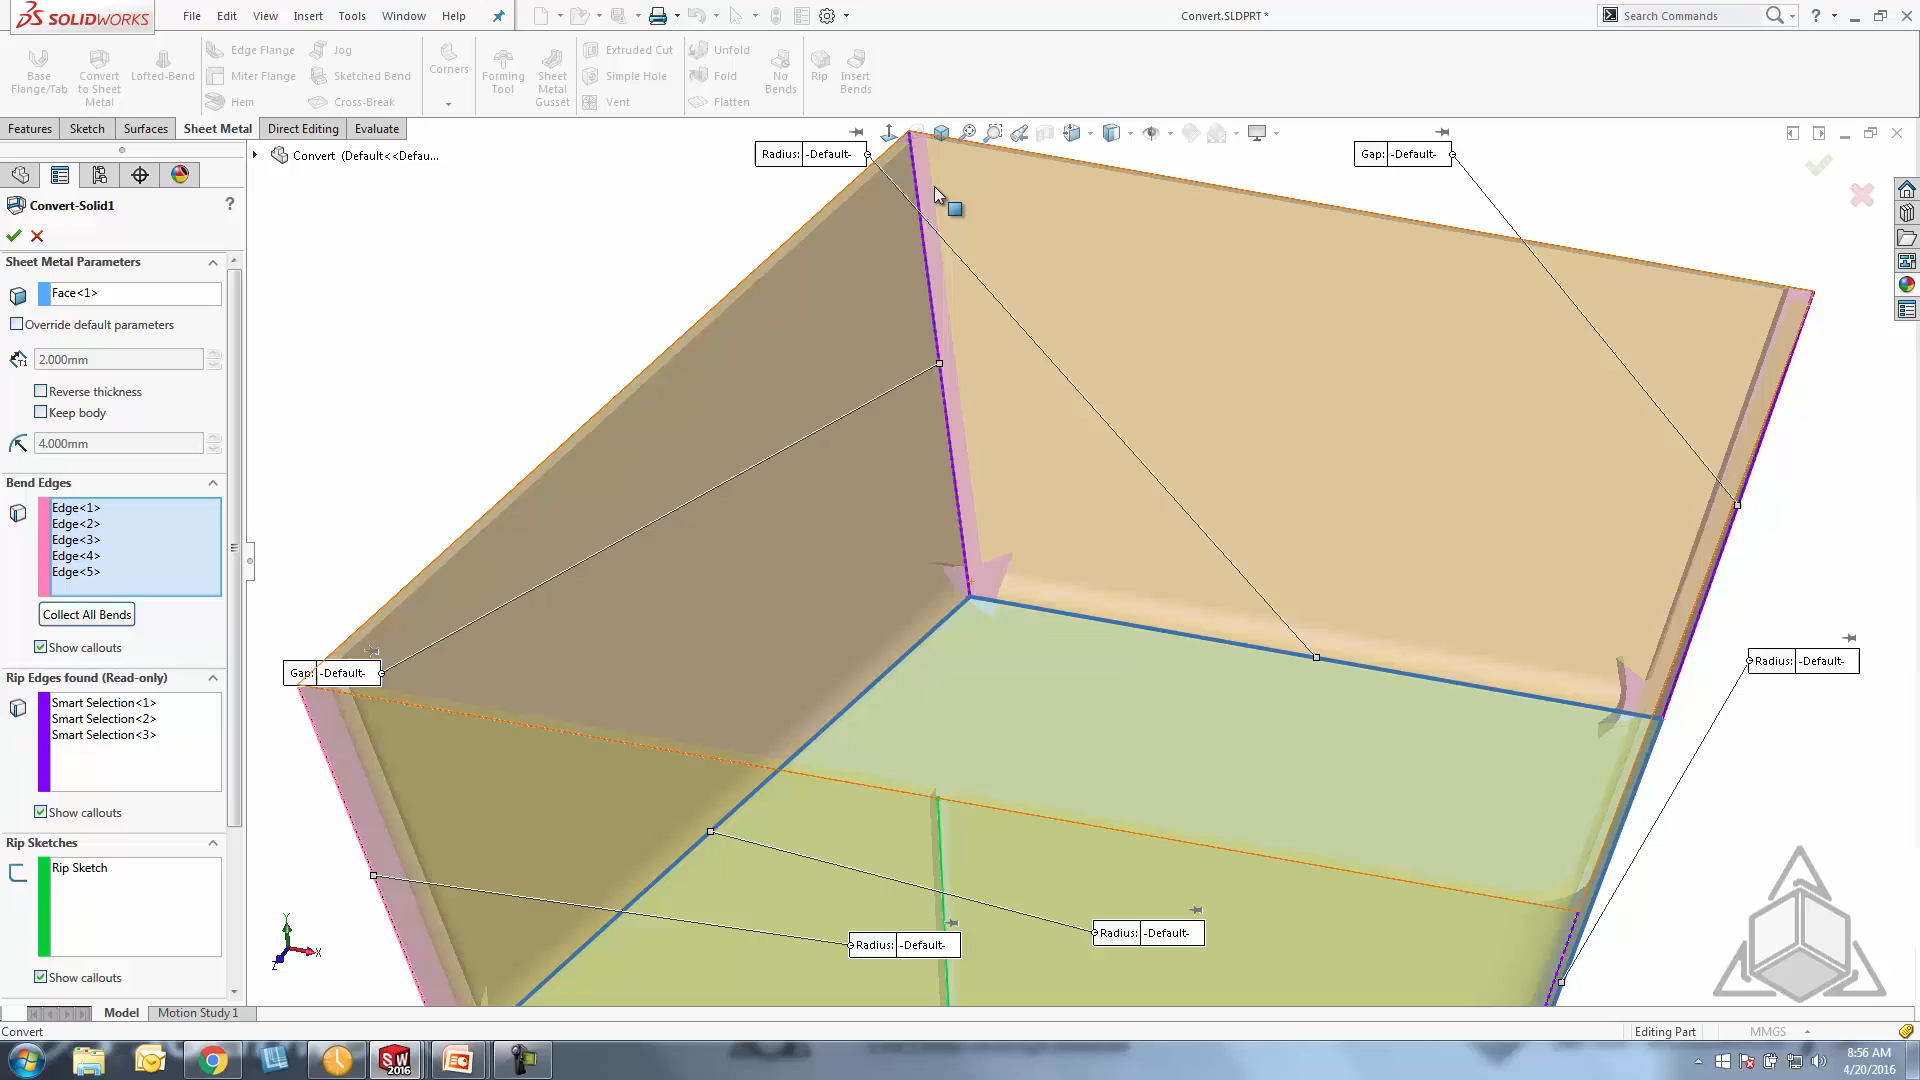 SOLIDWORKS
File Edit View Insert Tools Window Help
Convert.SLDPRT *
Search Commands
?
Base Flange/Tab
Convert to Sheet Metal
Lofted-Bend
Edge Flange
Miter Flange
Hem
Jog
Sketched Bend
Cross-Break
Corners
Forming Tool
Sheet Metal Gusset
Extruded Cut
Simple Hole
Vent
Unfold
Fold
Flatten
No Bends
Rip
Insert Bends
Features Sketch Surfaces Sheet Metal Direct Editing Evaluate
Convert (Default<<Defau...
Convert-Solid1
?
Sheet Metal Parameters
Face<1>
Override default parameters
2.000mm
Reverse thickness
Keep body
4.000mm
Bend Edges
Edge<1>
Edge<2>
Edge<3>
Edge<4>
Edge<5>
Collect All Bends
Show callouts
Rip Edges found (Read-only)
Smart Selection<1>
Smart Selection<2>
Smart Selection<3>
Show callouts
Rip Sketches
Rip Sketch
Show callouts
Radius: -Default-
Gap: -Default-
Radius: -Default-
Gap: -Default-
Radius: -Default-
Radius: -Default-
Y
X
Z
Model Motion Study 1
Convert
Editing Part
MMGS
SW 2016
8:56 AM
4/20/2016